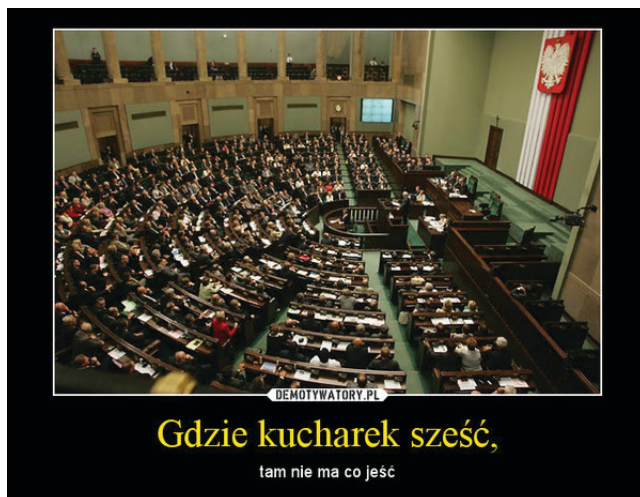 DEMOTYWATORY.PL
Gdzie kucharek sześć,
tam nie ma co jeść